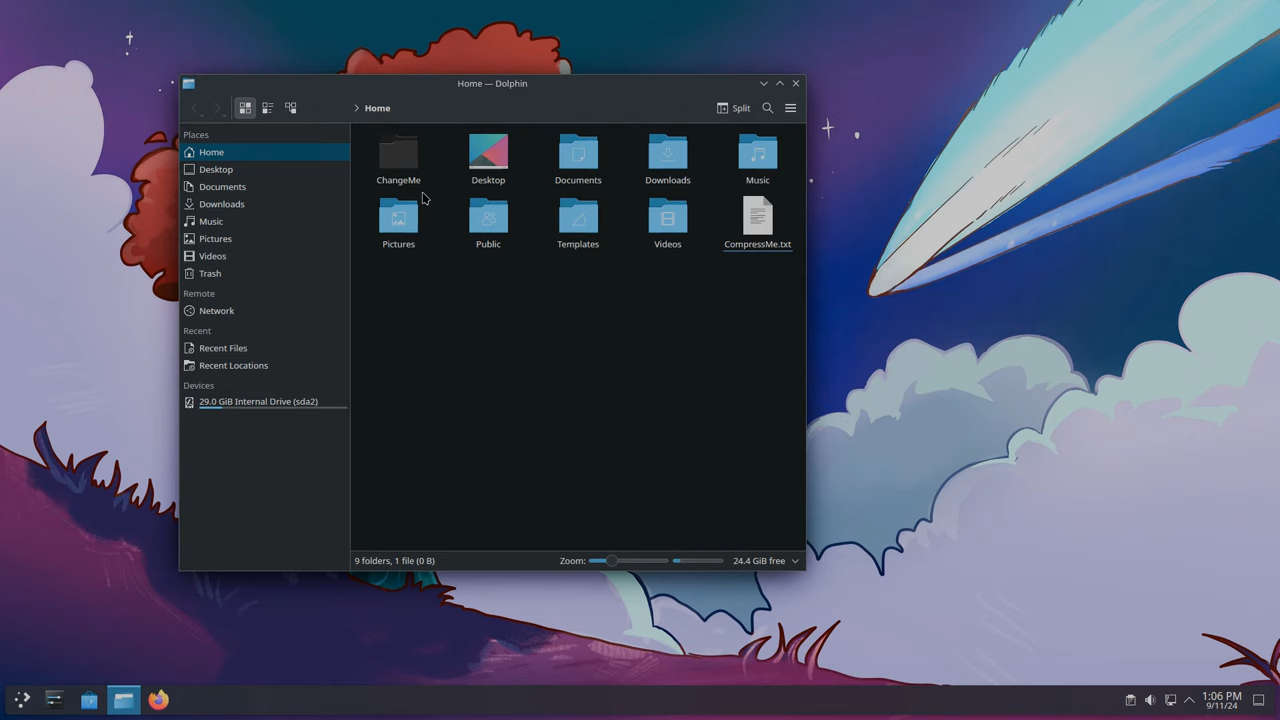 Home — Dolphin
Home
Split
Places
Home
Desktop
Documents
Downloads
Music
Pictures
Videos
Trash
Remote
Network
Recent
Recent Files
Recent Locations
Devices
29.0 GiB Internal Drive (sda2)
ChangeMe
Desktop
Documents
Downloads
Music
Pictures
Public
Templates
Videos
CompressMe.txt
9 folders, 1 file (0 B)
Zoom:
24.4 GiB free
1:06 PM
9/11/24